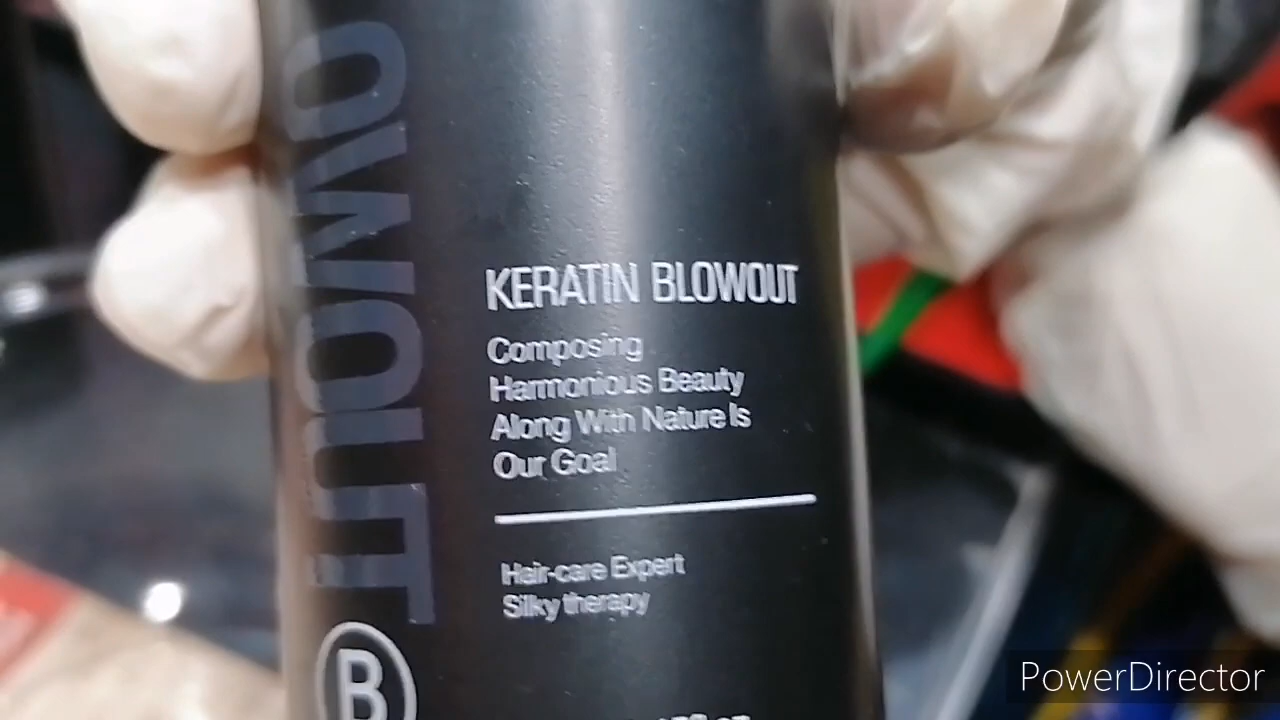 OWOUT
KERATIN BLOWOUT
Composing
Harmonious Beauty
Along With Nature Is
Our Goal
Hair-care Expert
Silky therapy
B
PowerDirector